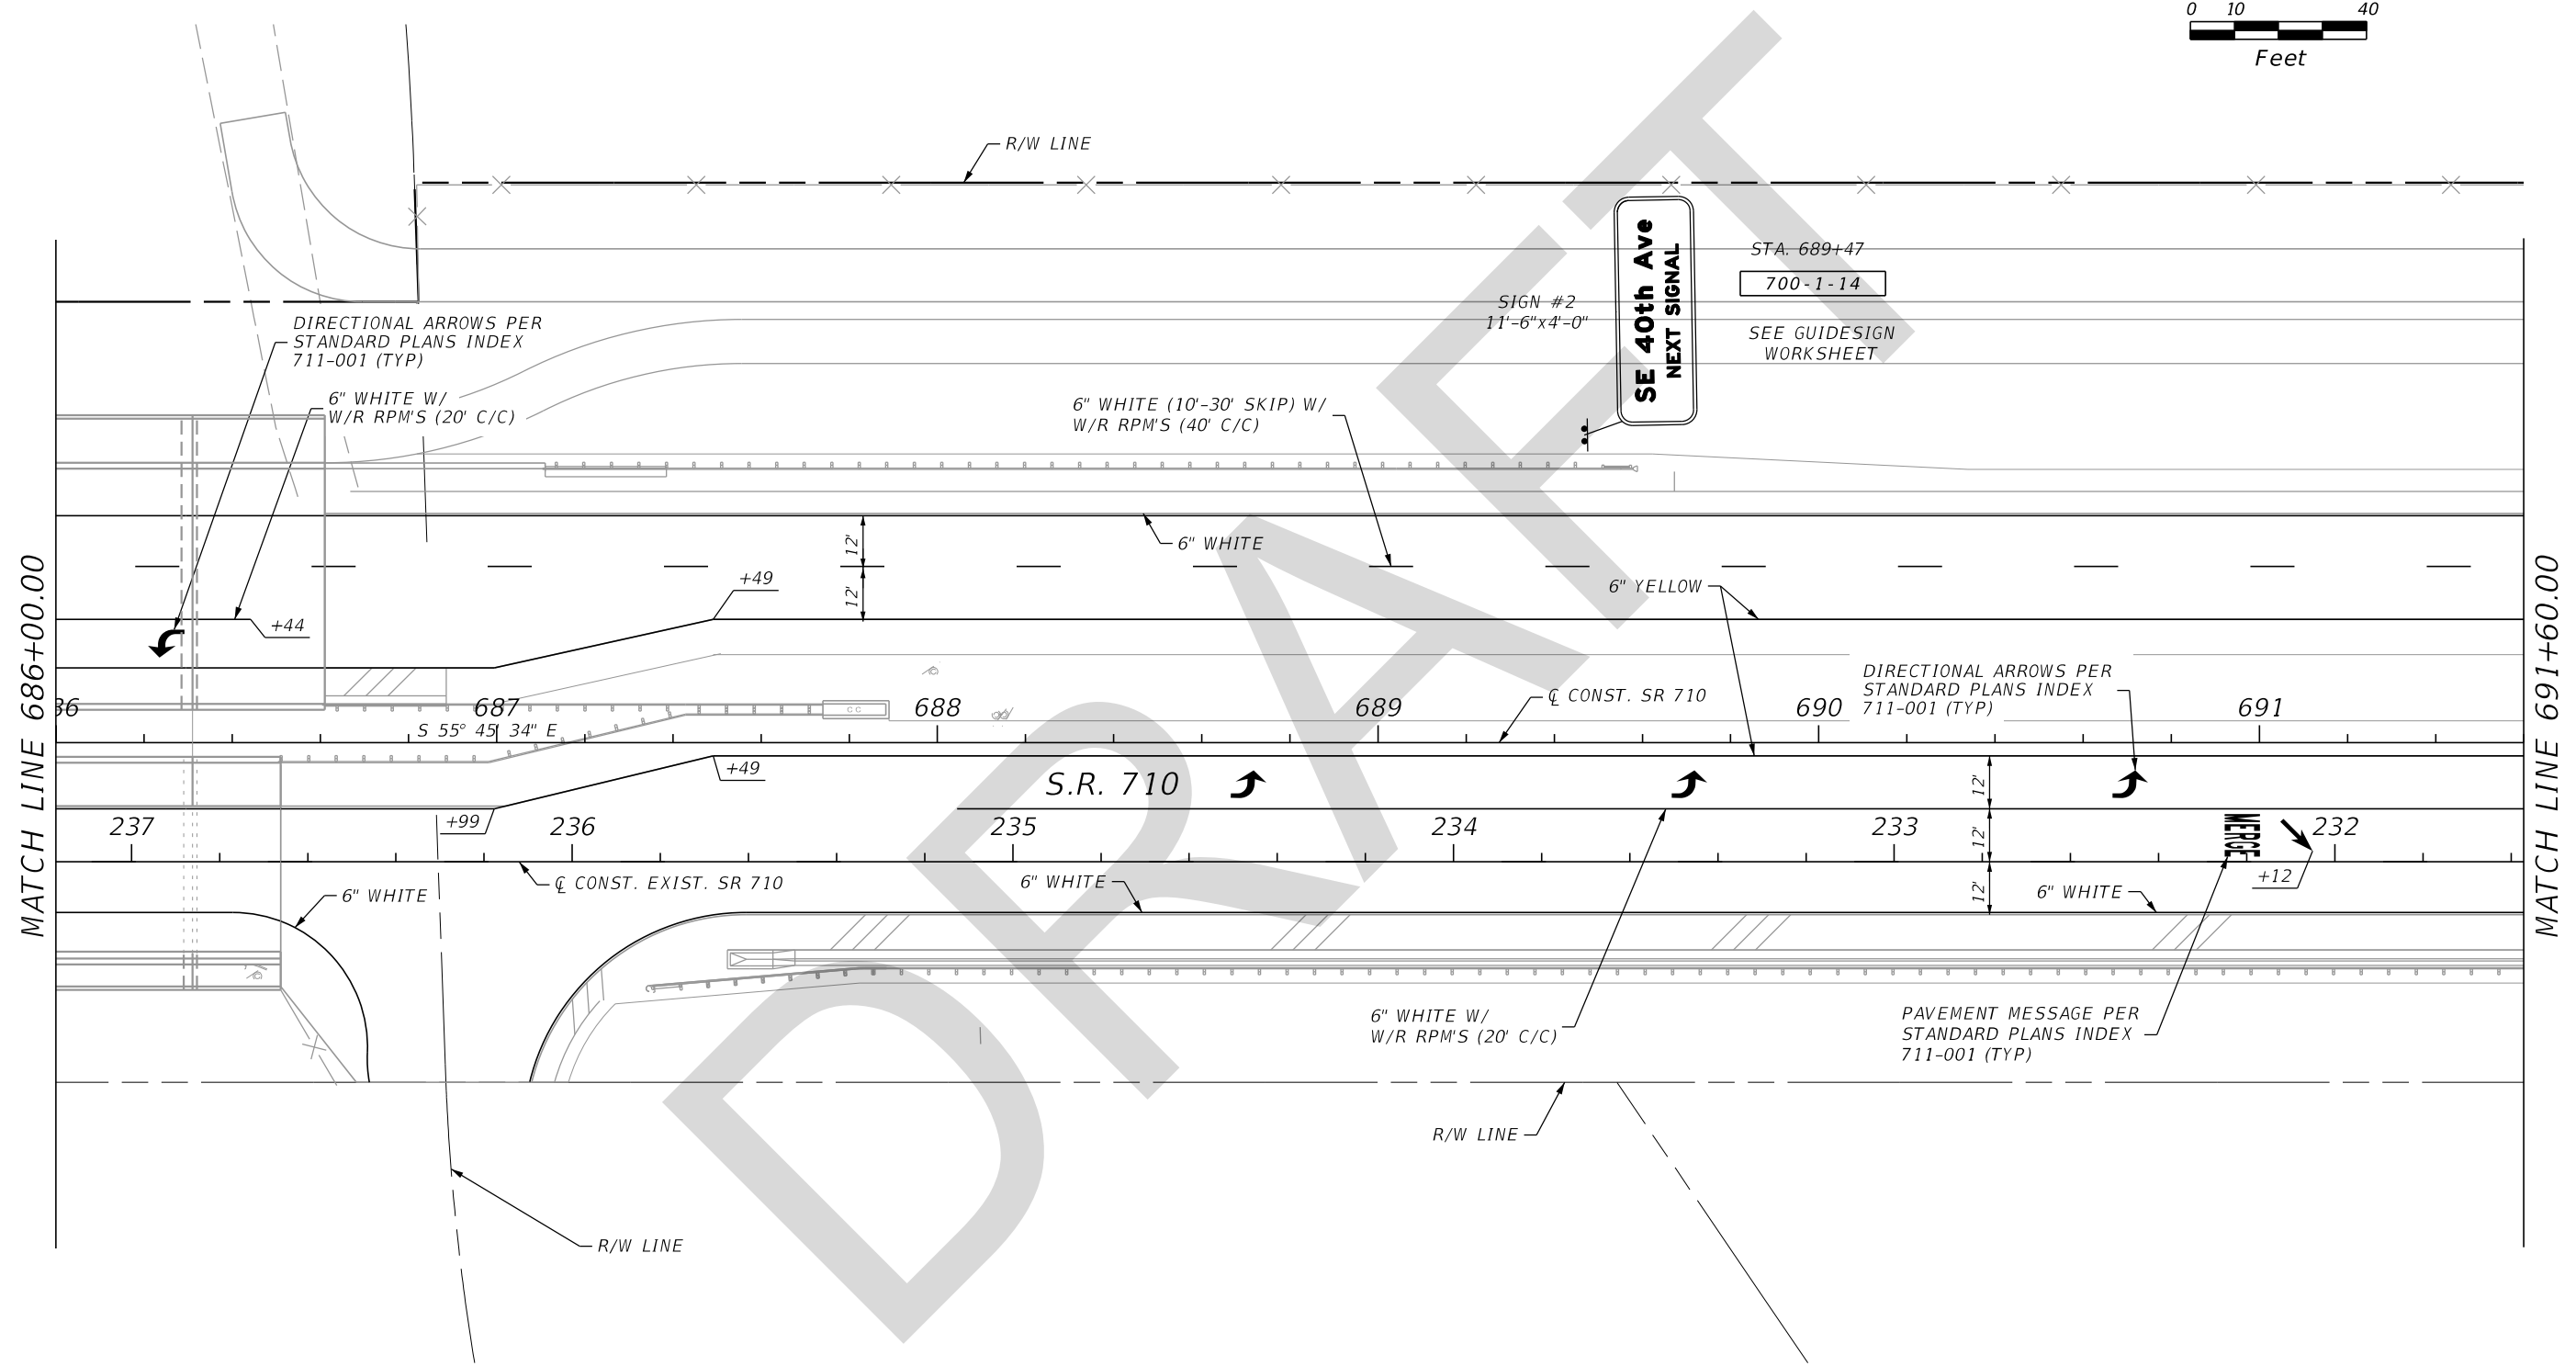 0 10 40
Feet
R/W LINE
STA. 689+47
700-1-14
SIGN #2
11'-6"x4'-0"
SE 40th Ave
NEXT SIGNAL
SEE GUIDESIGN
WORKSHEET
DIRECTIONAL ARROWS PER
STANDARD PLANS INDEX
711-001 (TYP)
6" WHITE W/
W/R RPM'S (20' C/C)
6" WHITE (10'-30' SKIP) W/
W/R RPM'S (40' C/C)
6" WHITE
12'
12'
+49
+44
6" YELLOW
MATCH LINE 686+00.00
MATCH LINE 691+60.00
DIRECTIONAL ARROWS PER
STANDARD PLANS INDEX
711-001 (TYP)
℄ CONST. SR 710
86 687 688 689 690 691
S 55° 45' 34" E
CC
+49
S.R. 710
12'
+99
237 236 235 234 233 232
MERGE
12'
+12
℄ CONST. EXIST. SR 710
6" WHITE
6" WHITE
12'
6" WHITE
6" WHITE W/
W/R RPM'S (20' C/C)
PAVEMENT MESSAGE PER
STANDARD PLANS INDEX
711-001 (TYP)
R/W LINE
R/W LINE
DRAFT